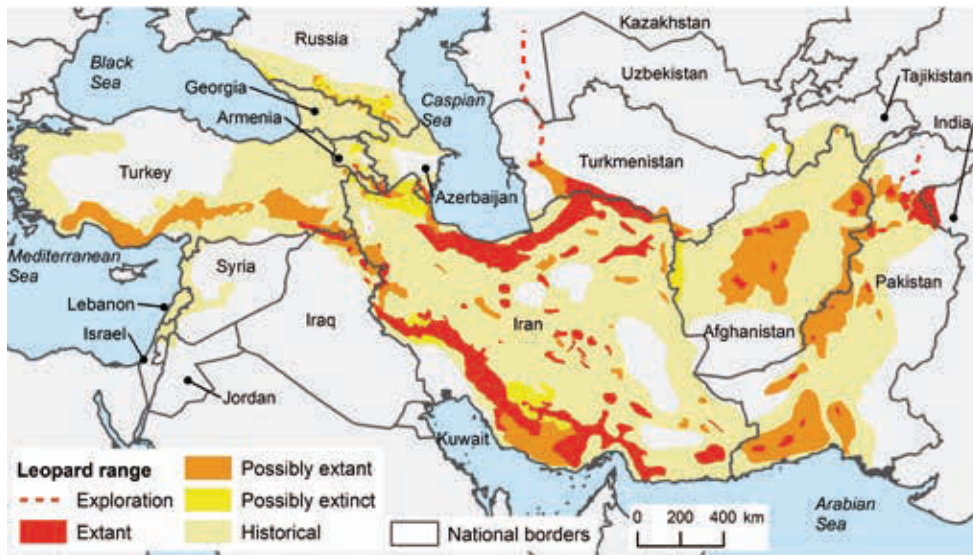 Kazakhstan
Russia
Black
Sea
Uzbekistan
Tajikistan
Georgia
Caspian
Sea
India
Armenia
Turkmenistan
Turkey
Azerbaijan
Mediterranean
Sea
Syria
Pakistan
Lebanon
Iraq
Iran
Afghanistan
Israel
Jordan
Kuwait
Leopard range
Exploration
Extant
Possibly extant
Possibly extinct
Historical
National borders
0 200 400 km
Arabian
Sea